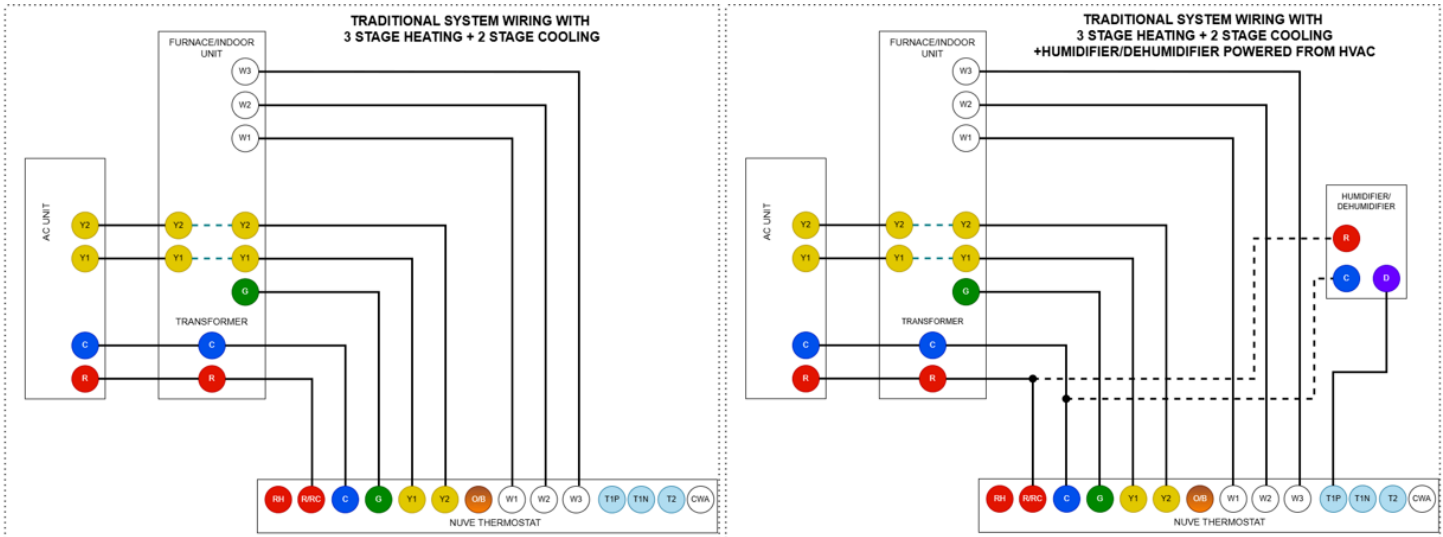 TRADITIONAL SYSTEM WIRING WITH
3 STAGE HEATING + 2 STAGE COOLING
FURNACE/INDOOR
UNIT
W3
W2
W1
AC UNIT
Y2 Y2 Y2
Y1 Y1 Y1
G
TRANSFORMER
C C
R R
RH R/RC C G Y1 Y2 O/B W1 W2 W3 T1P T1N T2 CWA
NUVE THERMOSTAT
TRADITIONAL SYSTEM WIRING WITH
3 STAGE HEATING + 2 STAGE COOLING
+HUMIDIFIER/DEHUMIDIFIER POWERED FROM HVAC
FURNACE/INDOOR
UNIT
W3
W2
W1
AC UNIT
Y2 Y2 Y2
Y1 Y1 Y1
G
TRANSFORMER
C C
R R
HUMIDIFIER/
DEHUMIDIFIER
R
C D
RH R/RC C G Y1 Y2 O/B W1 W2 W3 T1P T1N T2 CWA
NUVE THERMOSTAT